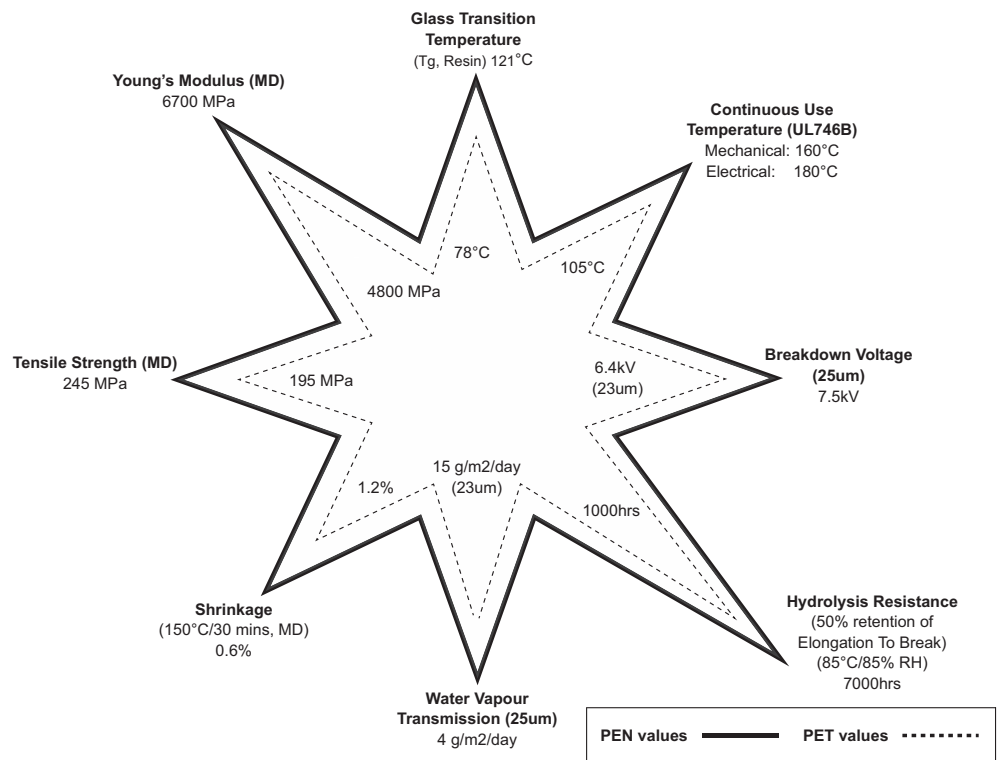 Glass Transition
Temperature
(Tg, Resin) 121°C
Young's Modulus (MD)
6700 MPa
Continuous Use
Temperature (UL746B)
Mechanical: 160°C
Electrical: 180°C
78°C
105°C
4800 MPa
Tensile Strength (MD)
245 MPa
195 MPa
6.4kV
(23um)
Breakdown Voltage
(25um)
7.5kV
15 g/m2/day
(23um)
1.2%
1000hrs
Shrinkage
(150°C/30 mins, MD)
0.6%
Hydrolysis Resistance
(50% retention of
Elongation To Break)
(85°C/85% RH)
7000hrs
Water Vapour
Transmission (25um)
4 g/m2/day
PEN values
PET values